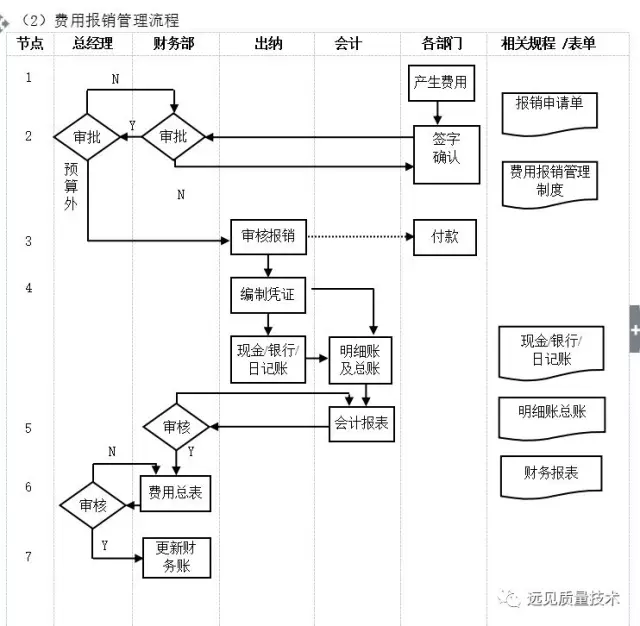 （2）费用报销管理流程
节点 总经理 财务部 出纳 会计 各部门 相关规程 /表单
1
N
产生费用
报销申请单
2
审批
Y
审批
签字
确认
预
算
外
N
费用报销管理
制度
3
审核报销
付款
4
编制凭证
现金/银行/
日记账
明细账
及总账
现金/银行/
日记账
5
审核
会计报表
明细账总账
N
Y
6
审核
费用总表
财务报表
7
Y
更新财
务账
远见质量技术